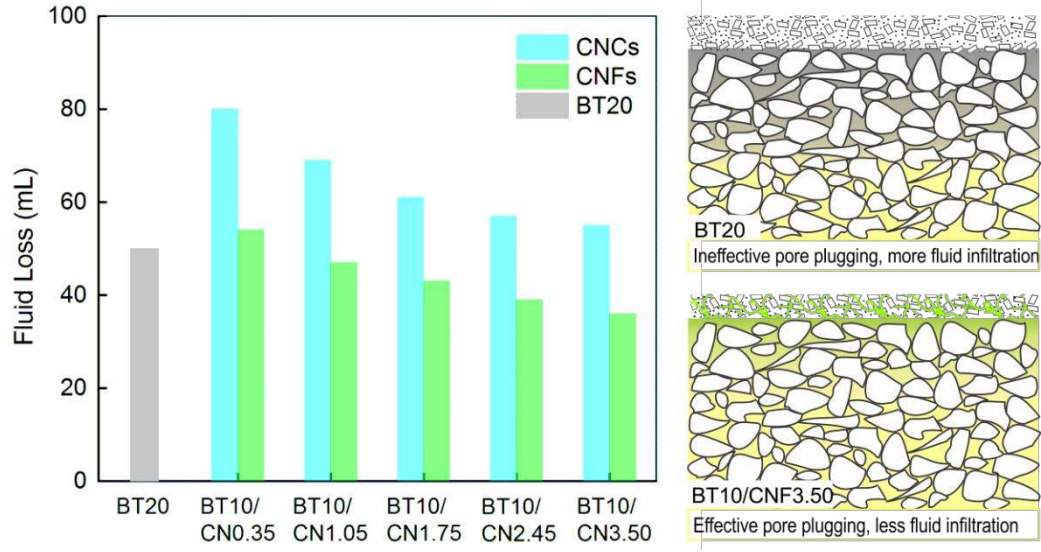 Fluid Loss (mL)
100
80
60
40
20
0
CNCs
CNFs
BT20
BT20
BT10/
CN0.35
BT10/
CN1.05
BT10/
CN1.75
BT10/
CN2.45
BT10/
CN3.50
BT20
Ineffective pore plugging, more fluid infiltration
BT10/CNF3.50
Effective pore plugging, less fluid infiltration